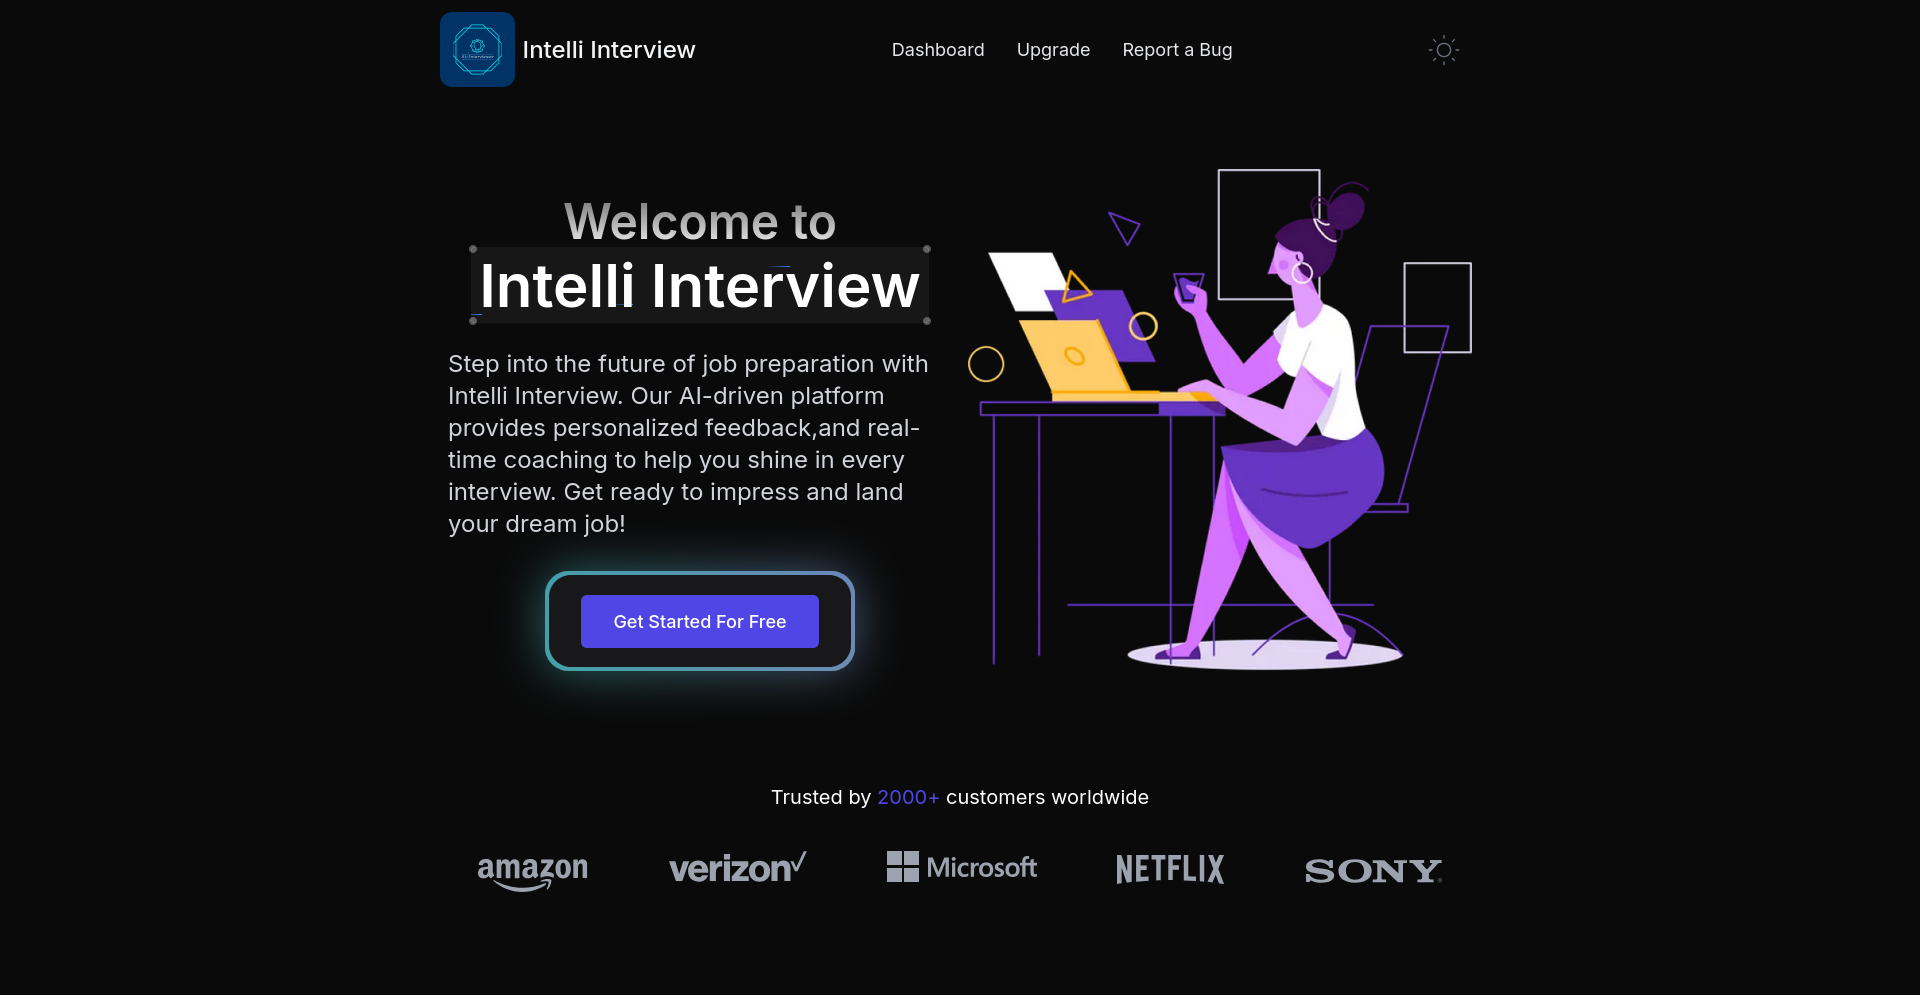 Intelli Interview
Dashboard
Upgrade
Report a Bug
Welcome to
Intelli Interview
Step into the future of job preparation with
Intelli Interview. Our AI-driven platform
provides personalized feedback,and real-
time coaching to help you shine in every
interview. Get ready to impress and land
your dream job!
Get Started For Free
Trusted by 2000+ customers worldwide
amazon
verizon
Microsoft
NETFLIX
SONY